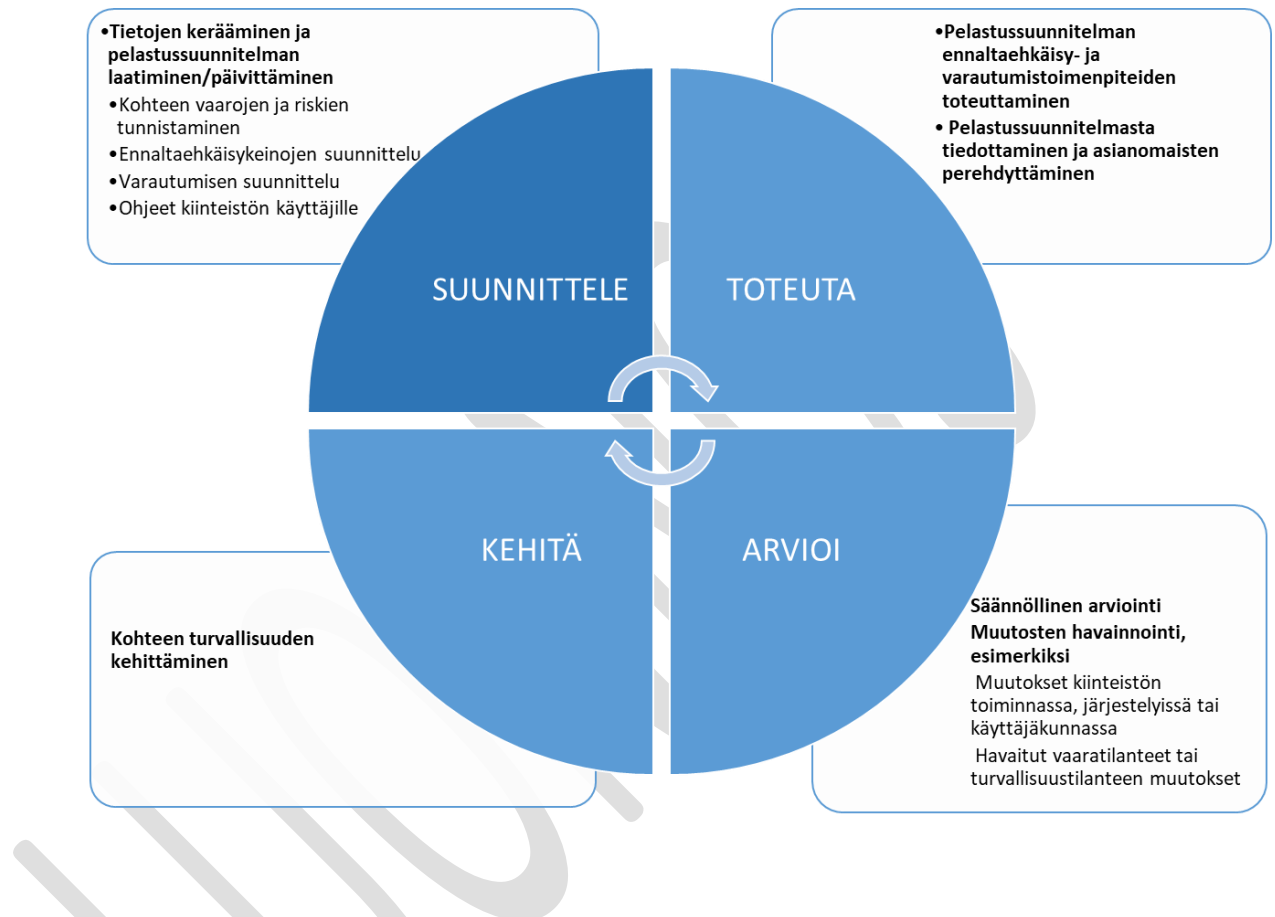 •Tietojen kerääminen ja
pelastussuunnitelman
laatiminen/päivittäminen
•Kohteen vaarojen ja riskien
tunnistaminen
•Ennaltaehkäisykeinojen suunnittelu
•Varautumisen suunnittelu
•Ohjeet kiinteistön käyttäjille
•Pelastussuunnitelman
ennaltaehkäisy- ja
varautumistoimenpiteiden
toteuttaminen
• Pelastussuunnitelmasta
tiedottaminen ja asianomaisten
perehdyttäminen
SUUNNITTELE
TOTEUTA
KEHITÄ
ARVIOI
Kohteen turvallisuuden
kehittäminen
Säännöllinen arviointi
Muutosten havainnointi,
esimerkiksi
Muutokset kiinteistön
toiminnassa, järjestelyissä tai
käyttäjäkunnassa
Havaitut vaaratilanteet tai
turvallisuustilanteen muutokset